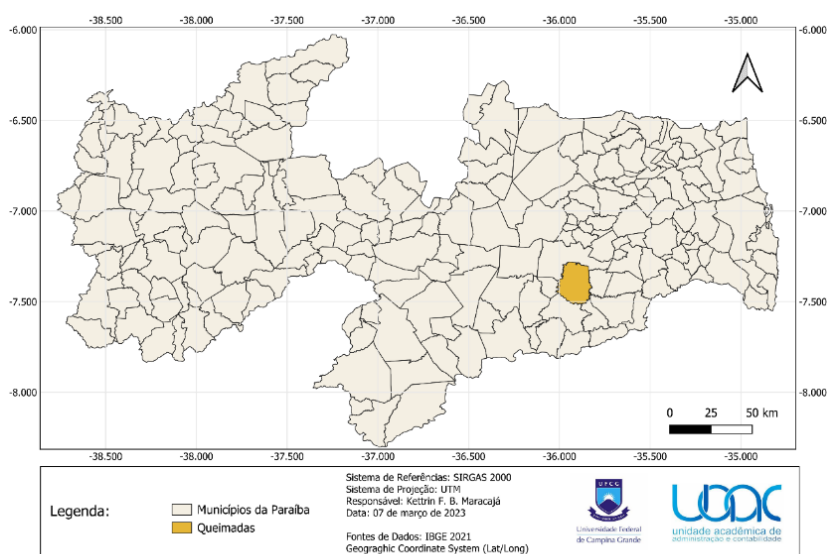 -38.500 -38.000 -37.500 -37.000 -36.500 -36.000 -35.500 -35.000
-6.000 -6.000
-6.500 -6.500
-7.000 -7.000
-7.500 -7.500
-8.000 -8.000
0 25 50 km
-38.500 -38.000 -37.500 -37.000 -36.500 -36.000 -35.500 -35.000
Legenda:
Municípios da Paraíba
Queimadas
Sistema de Referências: SIRGAS 2000
Sistema de Projeção: UTM
Responsável: Kettrin F. B. Maracajá
Data: 07 de março de 2023
Fontes de Dados: IBGE 2021
Geograghic Coordinate System (Lat/Long)
UFCG
Universidade Federal
de Campina Grande
UAAC
unidade acadêmica de
administração e contabilidade